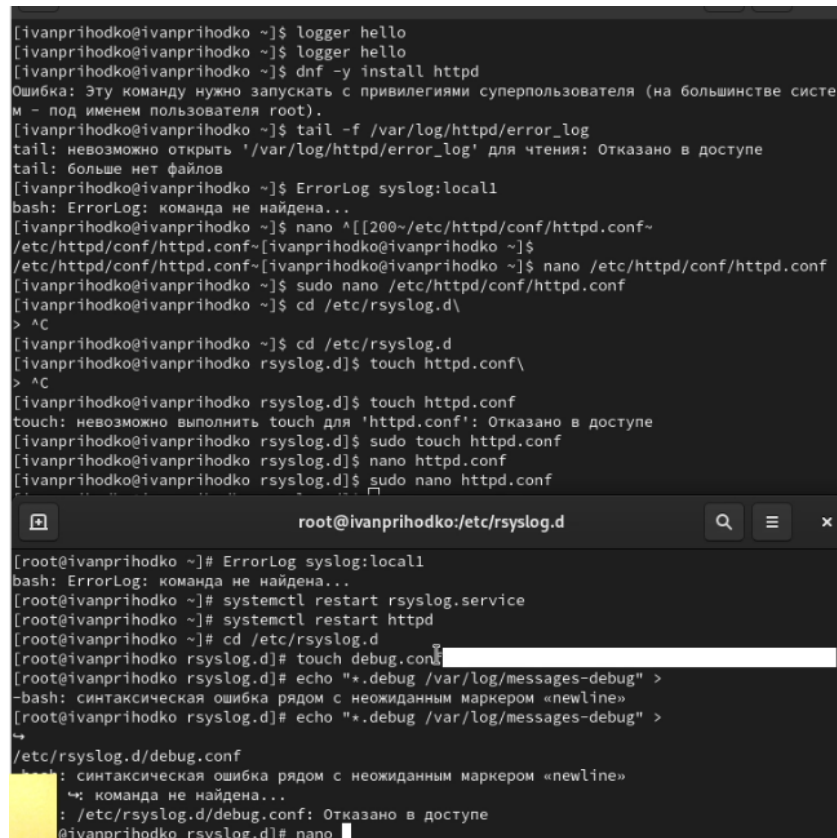 [ivanprihodko@ivanprihodko ~]$ logger hello
[ivanprihodko@ivanprihodko ~]$ logger hello
[ivanprihodko@ivanprihodko ~]$ dnf -y install httpd
Ошибка: Эту команду нужно запускать с привилегиями суперпользователя (на большинстве систе
м – под именем пользователя root).
[ivanprihodko@ivanprihodko ~]$ tail -f /var/log/httpd/error_log
tail: невозможно открыть '/var/log/httpd/error_log' для чтения: Отказано в доступе
tail: больше нет файлов
[ivanprihodko@ivanprihodko ~]$ ErrorLog syslog:local1
bash: ErrorLog: команда не найдена...
[ivanprihodko@ivanprihodko ~]$ nano ^[[200~/etc/httpd/conf/httpd.conf~
/etc/httpd/conf/httpd.conf~[ivanprihodko@ivanprihodko ~]$
/etc/httpd/conf/httpd.conf~[ivanprihodko@ivanprihodko ~]$ nano /etc/httpd/conf/httpd.conf
[ivanprihodko@ivanprihodko ~]$ sudo nano /etc/httpd/conf/httpd.conf
[ivanprihodko@ivanprihodko ~]$ cd /etc/rsyslog.d\
> ^C
[ivanprihodko@ivanprihodko ~]$ cd /etc/rsyslog.d
[ivanprihodko@ivanprihodko rsyslog.d]$ touch httpd.conf\
> ^C
[ivanprihodko@ivanprihodko rsyslog.d]$ touch httpd.conf
touch: невозможно выполнить touch для 'httpd.conf': Отказано в доступе
[ivanprihodko@ivanprihodko rsyslog.d]$ sudo touch httpd.conf
[ivanprihodko@ivanprihodko rsyslog.d]$ nano httpd.conf
[ivanprihodko@ivanprihodko rsyslog.d]$ sudo nano httpd.conf
root@ivanprihodko:/etc/rsyslog.d
[root@ivanprihodko ~]# ErrorLog syslog:local1
bash: ErrorLog: команда не найдена...
[root@ivanprihodko ~]# systemctl restart rsyslog.service
[root@ivanprihodko ~]# systemctl restart httpd
[root@ivanprihodko ~]# cd /etc/rsyslog.d
[root@ivanprihodko rsyslog.d]# touch debug.conf
[root@ivanprihodko rsyslog.d]# echo "*.debug /var/log/messages-debug" >
-bash: синтаксическая ошибка рядом с неожиданным маркером «newline»
[root@ivanprihodko rsyslog.d]# echo "*.debug /var/log/messages-debug" >
↪
/etc/rsyslog.d/debug.conf
: синтаксическая ошибка рядом с неожиданным маркером «newline»
↪: команда не найдена...
: /etc/rsyslog.d/debug.conf: Отказано в доступе
@ivanprihodko rsyslog.d]# nano